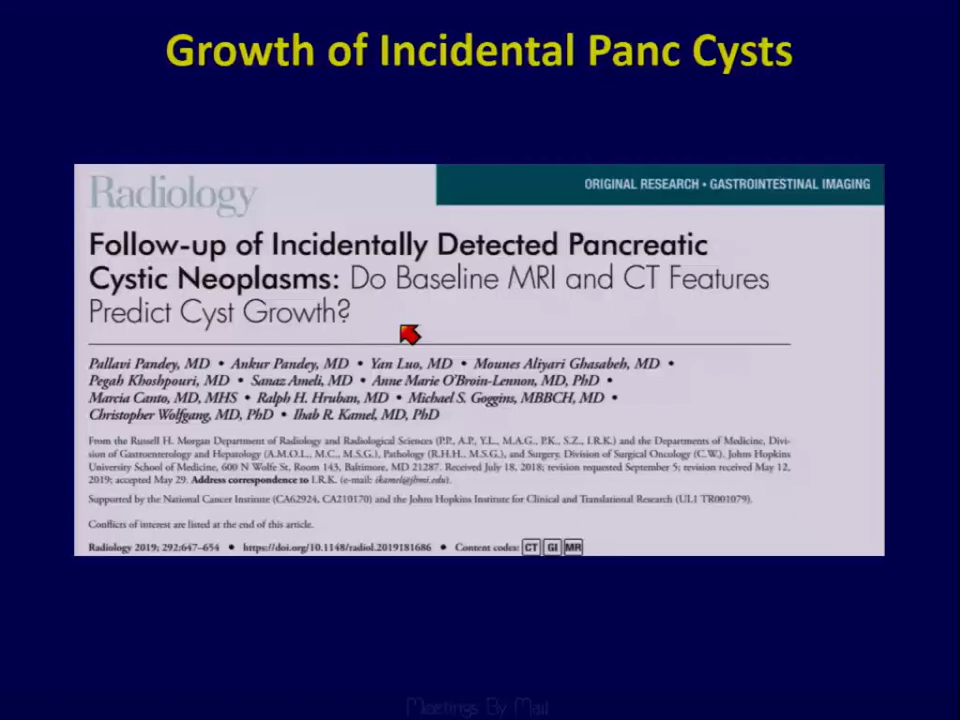 Growth of Incidental Panc Cysts
Radiology
ORIGINAL RESEARCH • GASTROINTESTINAL IMAGING
Follow-up of Incidentally Detected Pancreatic
Cystic Neoplasms: Do Baseline MRI and CT Features
Predict Cyst Growth?
Pallavi Pandey, MD • Ankur Pandey, MD • Yan Luo, MD • Mounes Aliyari Ghasabeh, MD •
Pegah Khoshpouri, MD • Sanaz Ameli, MD • Anne Marie O'Broin-Lennon, MD, PhD •
Marcia Canto, MD, MHS • Ralph H. Hruban, MD • Michael S. Goggins, MBBCH, MD •
Christopher Wolfgang, MD, PhD • Ihab R. Kamel, MD, PhD
From the Russell H. Morgan Department of Radiology and Radiological Sciences (P.P., A.P., Y.L., M.A.G., P.K., S.Z., I.R.K.) and the Departments of Medicine, Divi-
sion of Gastroenterology and Hepatology (A.M.O.L., M.C., M.S.G.), Pathology (R.H.H., M.S.G.), and Surgery, Division of Surgical Oncology (C.W.), Johns Hopkins
University School of Medicine, 600 N Wolfe St, Room 143, Baltimore, MD 21287. Received July 18, 2018; revision requested September 5; revision received May 12,
2019; accepted May 29. Address correspondence to I.R.K. (e-mail: ikamel@jhmi.edu).
Supported by the National Cancer Institute (CA62924, CA210170) and the Johns Hopkins Institute for Clinical and Translational Research (UL1 TR001079).
Conflicts of interest are listed at the end of this article.
Radiology 2019; 292:647–654 • https://doi.org/10.1148/radiol.2019181686 • Content codes: CT GI MR
Meetings By Mail